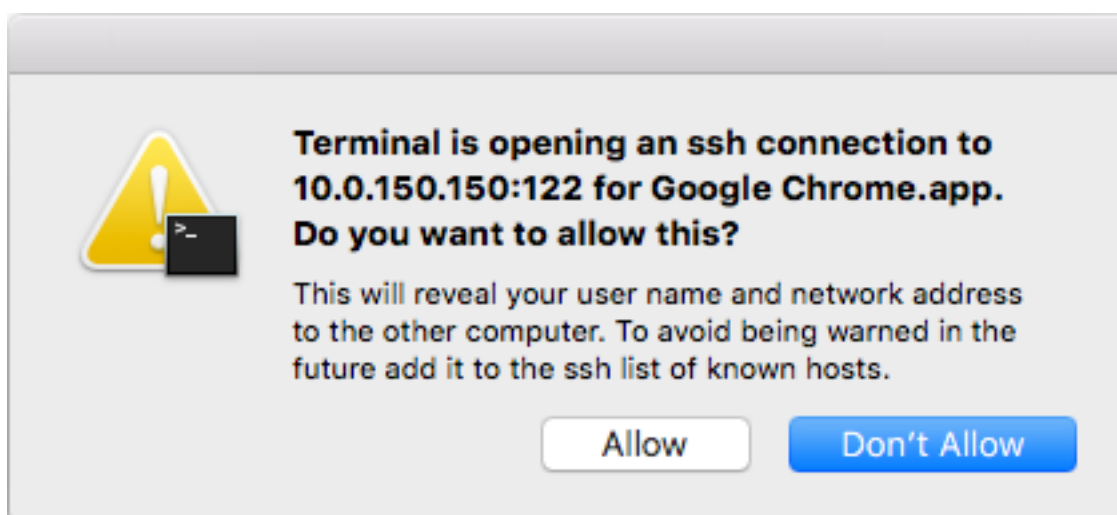 Terminal is opening an ssh connection to
10.0.150.150:122 for Google Chrome.app.
Do you want to allow this?
This will reveal your user name and network address
to the other computer. To avoid being warned in the
future add it to the ssh list of known hosts.
Allow
Don't Allow